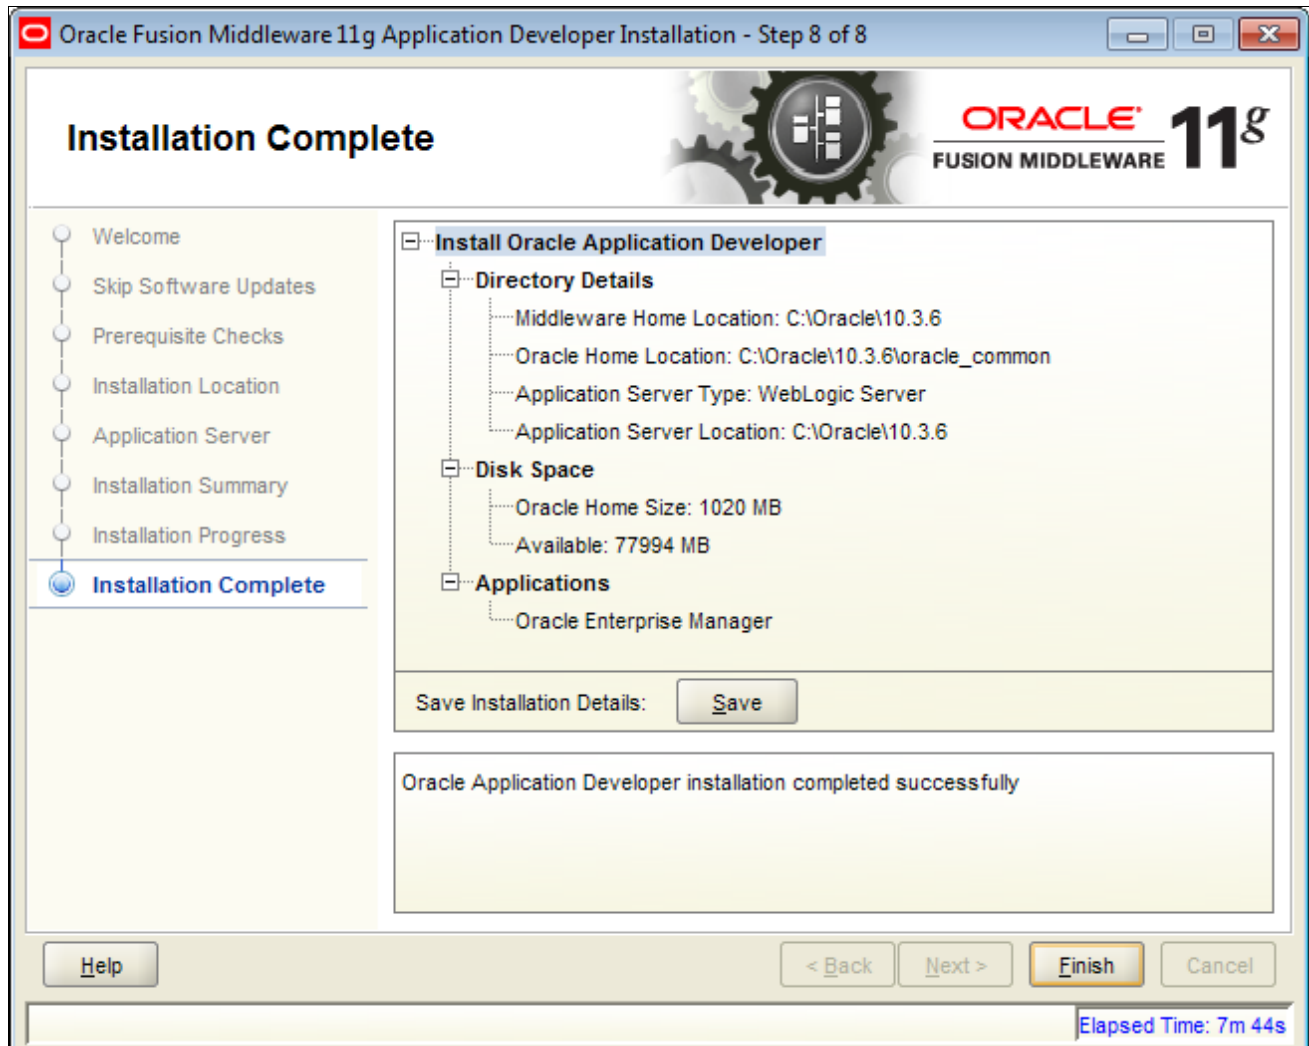 Oracle Fusion Middleware 11g Application Developer Installation - Step 8 of 8
Installation Complete
ORACLE®
FUSION MIDDLEWARE 11g
Welcome
Skip Software Updates
Prerequisite Checks
Installation Location
Application Server
Installation Summary
Installation Progress
Installation Complete
Install Oracle Application Developer
Directory Details
Middleware Home Location: C:\Oracle\10.3.6
Oracle Home Location: C:\Oracle\10.3.6\oracle_common
Application Server Type: WebLogic Server
Application Server Location: C:\Oracle\10.3.6
Disk Space
Oracle Home Size: 1020 MB
Available: 77994 MB
Applications
Oracle Enterprise Manager
Save Installation Details: Save
Oracle Application Developer installation completed successfully
Help < Back Next > Finish Cancel
Elapsed Time: 7m 44s